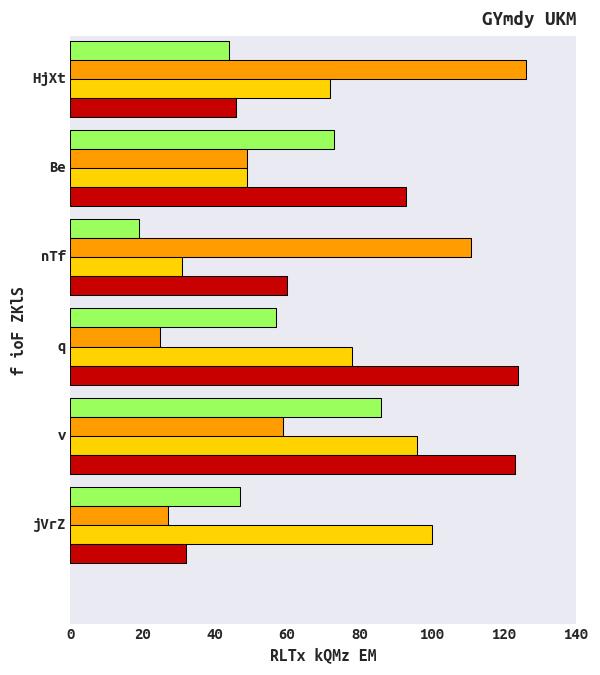 GYmdy UKM
HjXt
Be
nTf
q
v
jVrZ
f ioF ZKlS
0 20 40 60 80 100 120 140
RLTx kQMz EM